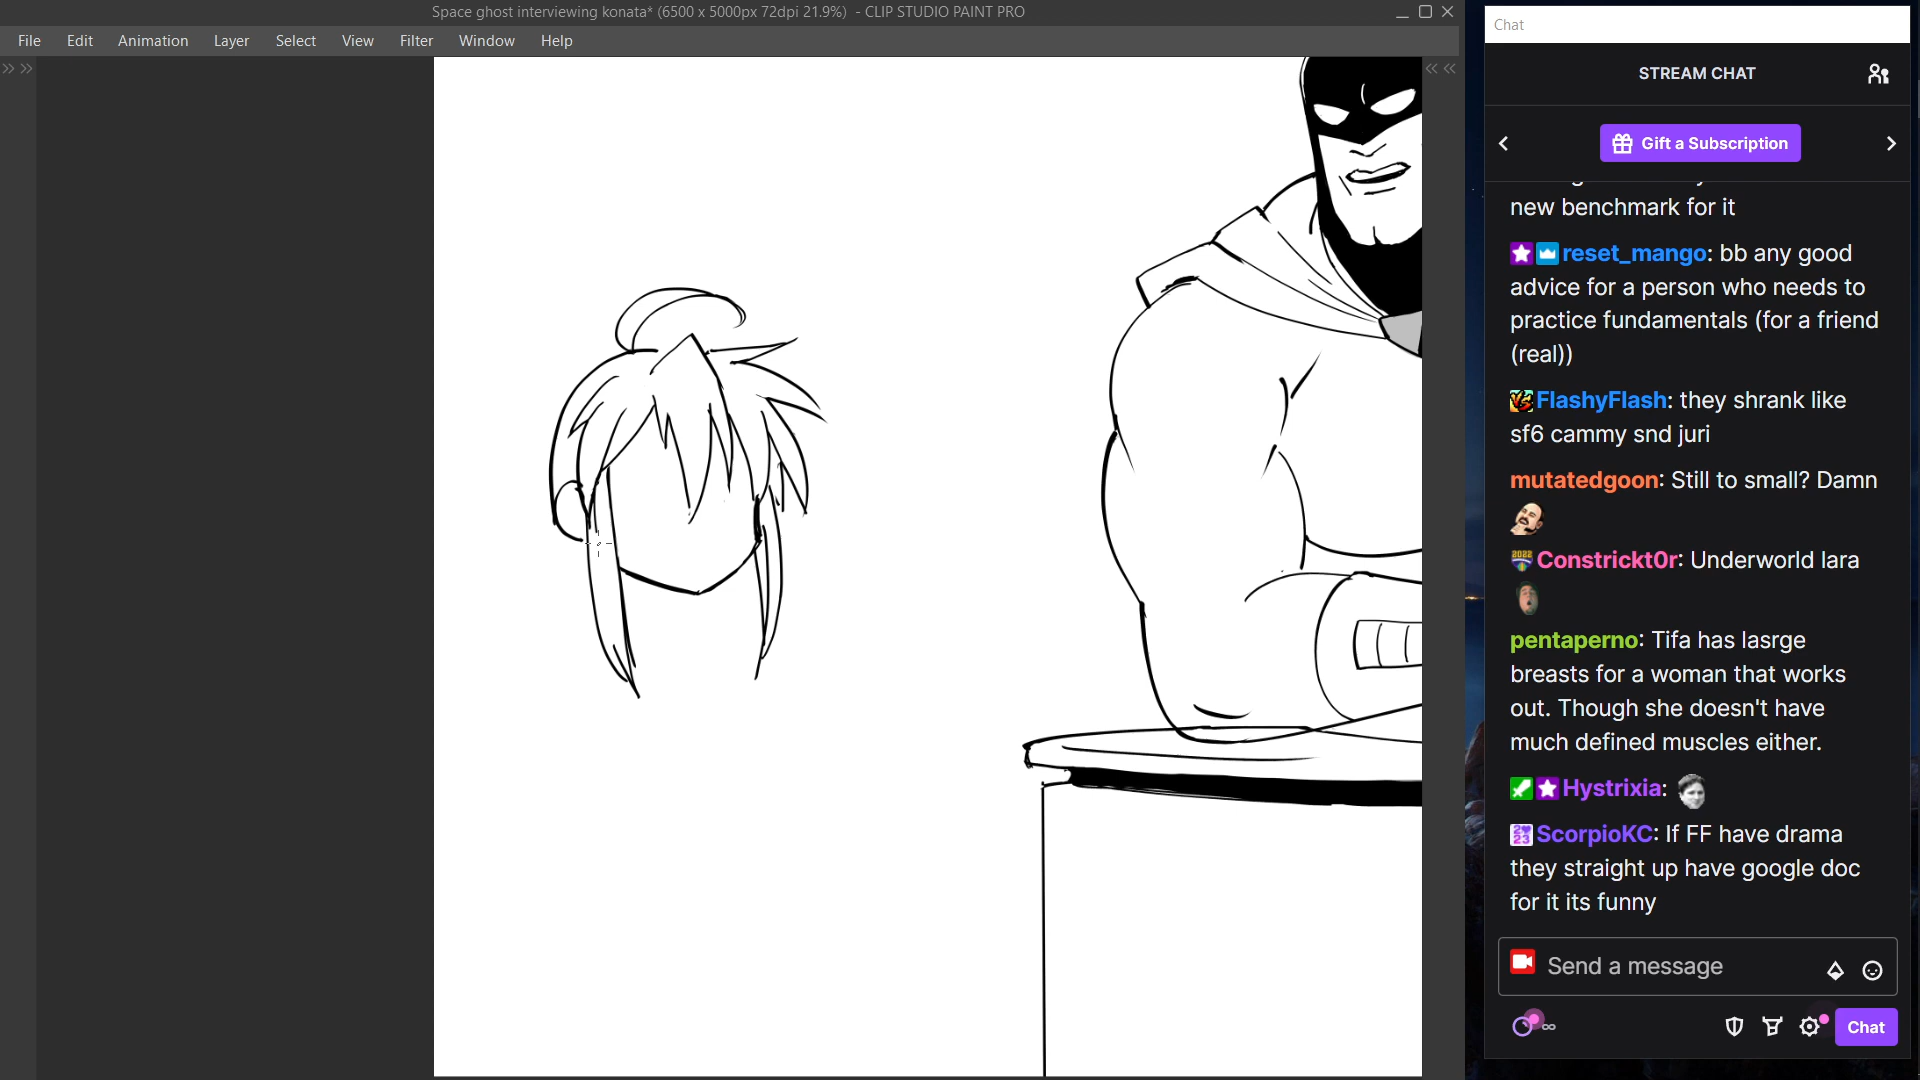 Space ghost interviewing konata* (6500 x 5000px 72dpi 21.9%) - CLIP STUDIO PAINT PRO
File Edit Animation Layer Select View Filter Window Help
Chat
STREAM CHAT
Gift a Subscription
new benchmark for it
reset_mango: bb any good
advice for a person who needs to
practice fundamentals (for a friend
(real))
FlashyFlash: they shrank like
sf6 cammy snd juri
mutatedgoon: Still to small? Damn
2022
Constrickt0r: Underworld lara
pentaperno: Tifa has lasrge
breasts for a woman that works
out. Though she doesn't have
much defined muscles either.
Hystrixia:
ScorpioKC: If FF have drama
they straight up have google doc
for it its funny
Send a message
Chat